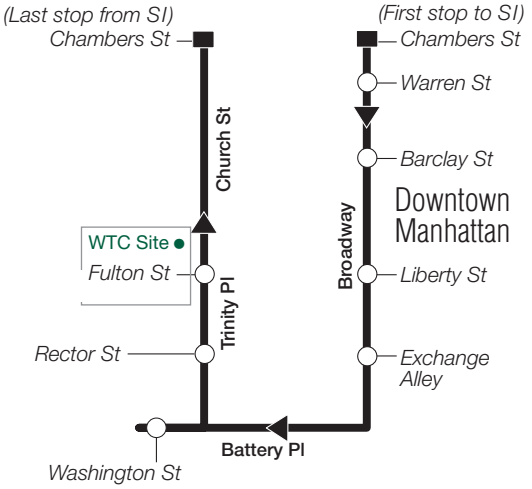 (Last stop from SI)
Chambers St
(First stop to SI)
Chambers St
Warren St
Church St
Barclay St
Downtown
Manhattan
WTC Site
Broadway
Fulton St
Liberty St
Trinity Pl
Rector St
Exchange
Alley
Battery Pl
Washington St